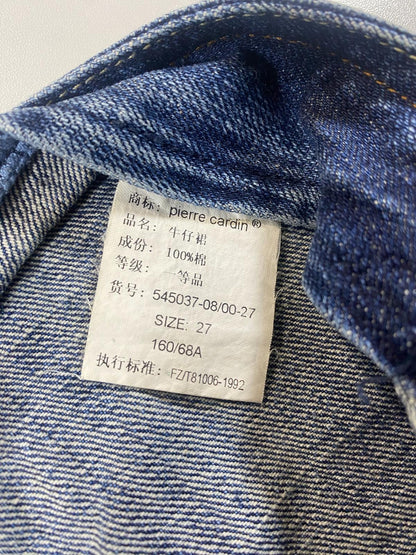 商标: pierre cardin®
品名: 牛仔裙
成份: 100%棉
等级: 一等品
货号: 545037-08/00-27
SIZE: 27
160/68A
执行标准: FZ/T81006-1992